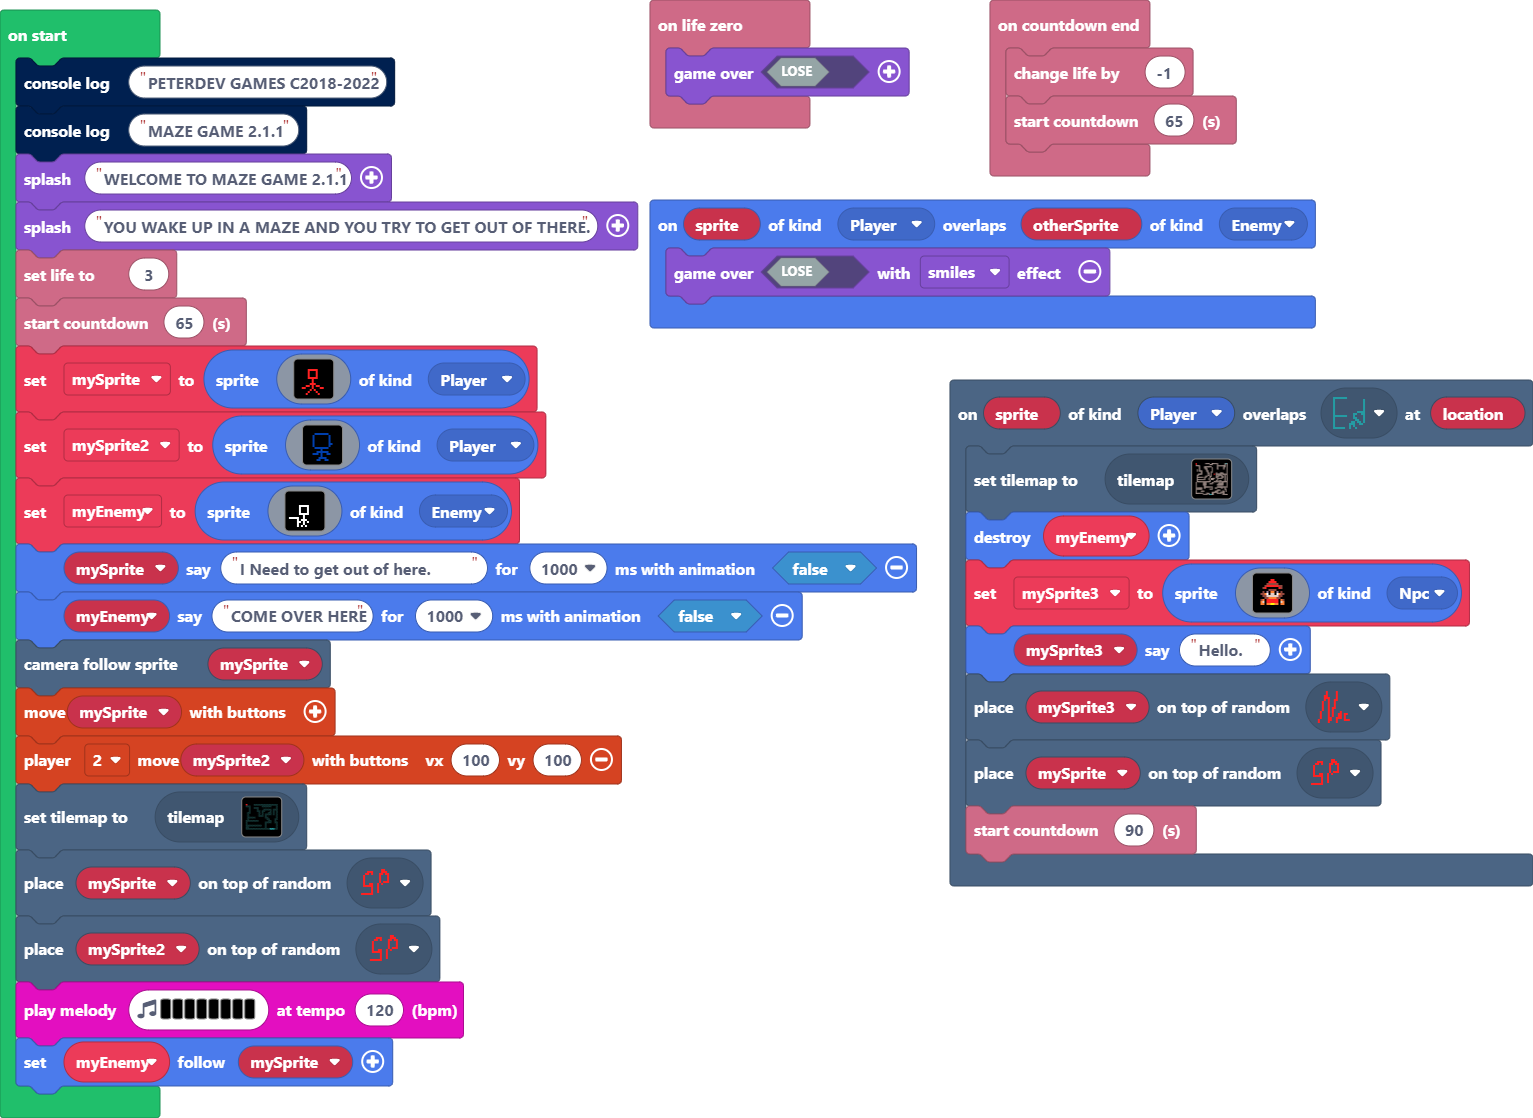 on start
console log "PETERDEV GAMES C2018-2022"
console log "MAZE GAME 2.1.1"
splash "WELCOME TO MAZE GAME 2.1.1
splash "YOU WAKE UP IN A MAZE AND YOU TRY TO GET OUT OF THERE."
set life to 3
start countdown 65 (s)
set mySprite to sprite of kind Player
set mySprite2 to sprite of kind Player
set myEnemy to sprite of kind Enemy
mySprite say "I Need to get out of here. " for 1000 ms with animation false
myEnemy say "COME OVER HERE" for 1000 ms with animation false
camera follow sprite mySprite
move mySprite with buttons
player 2 move mySprite2 with buttons vx 100 vy 100
set tilemap to tilemap
place mySprite on top of random SP
place mySprite2 on top of random SP
play melody at tempo 120 (bpm)
set myEnemy follow mySprite
on life zero
game over LOSE
on countdown end
change life by -1
start countdown 65 (s)
on sprite of kind Player overlaps otherSprite of kind Enemy
game over LOSE with smiles effect
on sprite of kind Player overlaps End at location
set tilemap to tilemap
destroy myEnemy
set mySprite3 to sprite of kind Npc
mySprite3 say "Hello. "
place mySprite3 on top of random
place mySprite on top of random SP
start countdown 90 (s)